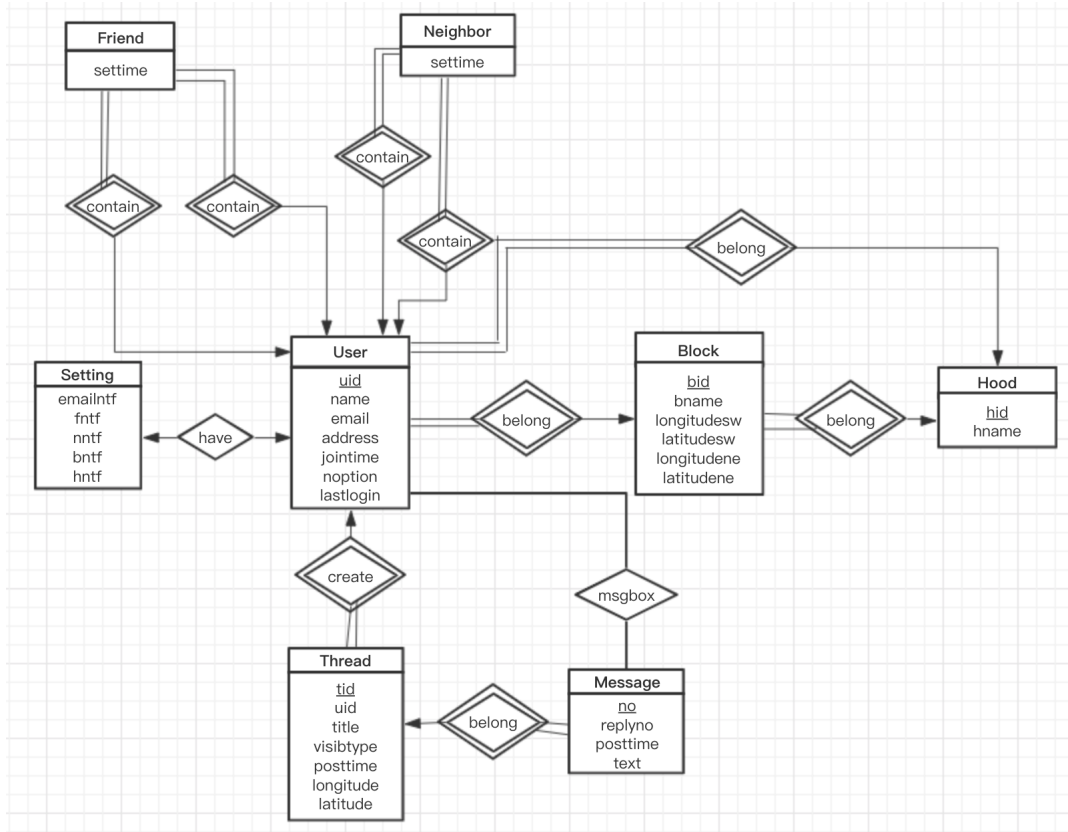 Friend
settime
Neighbor
settime
contain
contain
contain
contain
belong
User
uid
name
email
address
jointime
noption
lastlogin
Setting
emailntf
fntf
nntf
bntf
hntf
have
belong
Block
bid
bname
longitudesw
latitudesw
longitudene
latitudene
belong
Hood
hid
hname
create
msgbox
Thread
tid
uid
title
visibtype
posttime
longitude
latitude
belong
Message
no
replyno
posttime
text